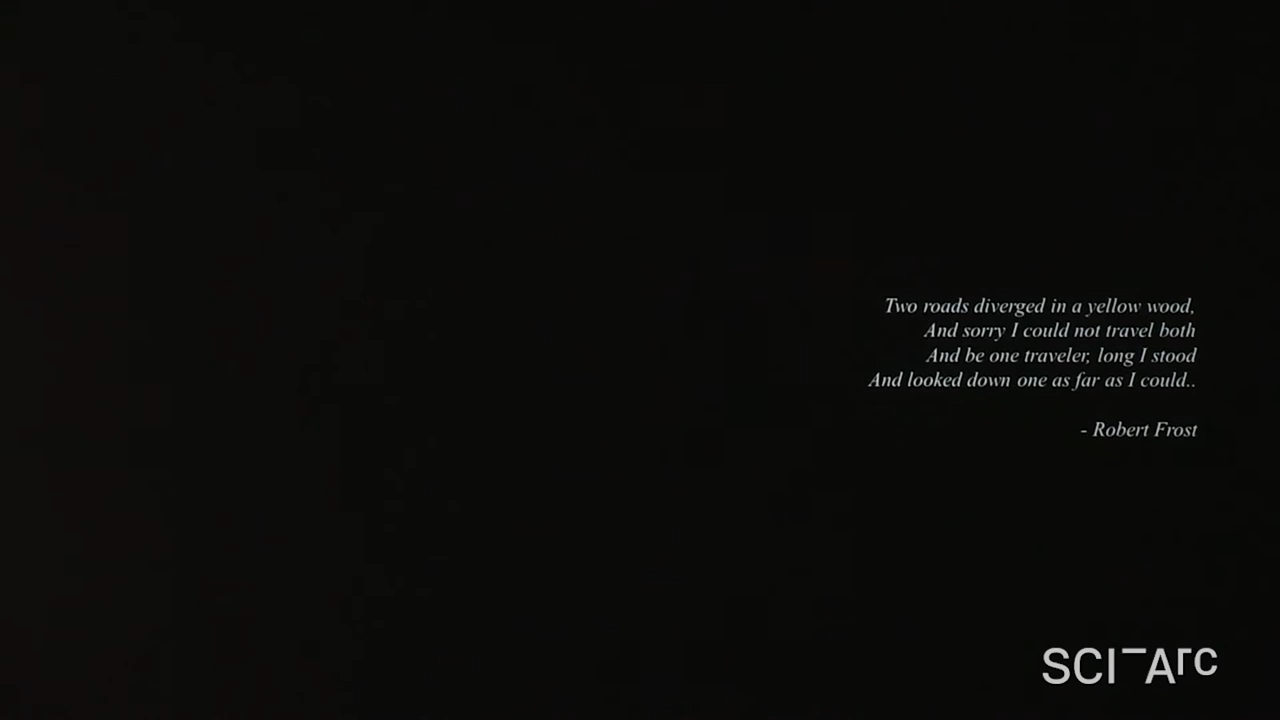 Two roads diverged in a yellow wood,
And sorry I could not travel both
And be one traveler, long I stood
And looked down one as far as I could..
- Robert Frost
SCI-Arc